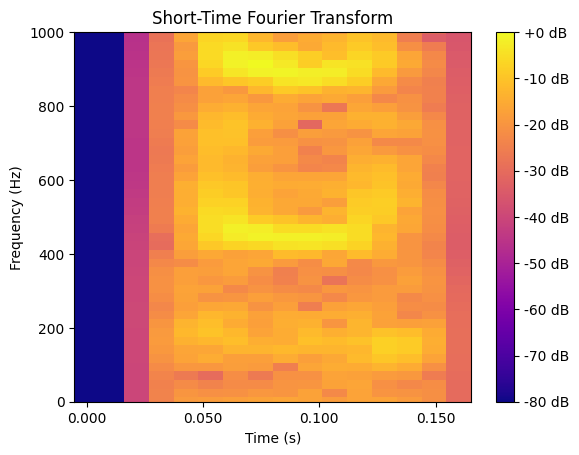 Short-Time Fourier Transform
1000
800
600
400
200
0
Frequency (Hz)
0.000
0.050
0.100
0.150
Time (s)
+0 dB
-10 dB
-20 dB
-30 dB
-40 dB
-50 dB
-60 dB
-70 dB
-80 dB